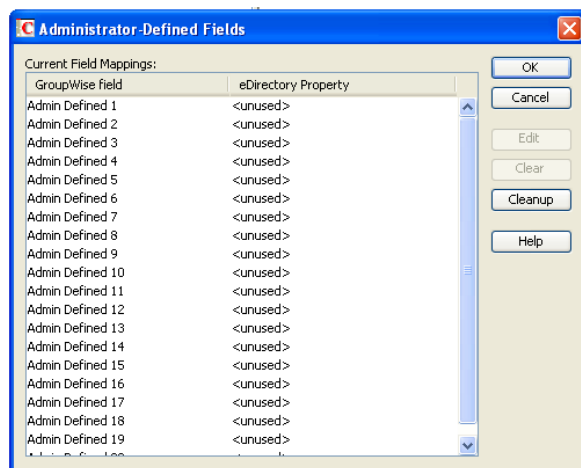 Administrator-Defined Fields
Current Field Mappings:
GroupWise field eDirectory Property
Admin Defined 1 <unused>
Admin Defined 2 <unused>
Admin Defined 3 <unused>
Admin Defined 4 <unused>
Admin Defined 5 <unused>
Admin Defined 6 <unused>
Admin Defined 7 <unused>
Admin Defined 8 <unused>
Admin Defined 9 <unused>
Admin Defined 10 <unused>
Admin Defined 11 <unused>
Admin Defined 12 <unused>
Admin Defined 13 <unused>
Admin Defined 14 <unused>
Admin Defined 15 <unused>
Admin Defined 16 <unused>
Admin Defined 17 <unused>
Admin Defined 18 <unused>
Admin Defined 19 <unused>
OK
Cancel
Edit
Clear
Cleanup
Help